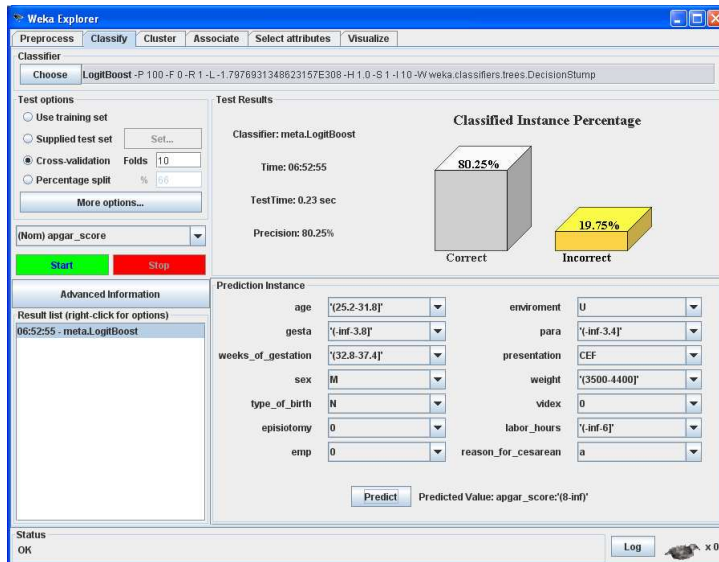 Weka Explorer
Preprocess Classify Cluster Associate Select attributes Visualize
Classifier
Choose LogitBoost -P 100 -F 0 -R 1 -L -1.7976931348623157E308 -H 1.0 -S 1 -I 10 -W weka.classifiers.trees.DecisionStump
Test options
Use training set
Supplied test set Set...
Cross-validation Folds 10
Percentage split % 66
More options...
(Nom) apgar_score
Start Stop
Advanced Information
Result list (right-click for options)
06:52:55 - meta.LogitBoost
Test Results
Classifier: meta.LogitBoost
Time: 06:52:55
TestTime: 0.23 sec
Precision: 80.25%
Classified Instance Percentage
80.25%
19.75%
Correct Incorrect
Prediction Instance
age '(25.2-31.8]' enviroment U
gesta '(-inf-3.8]' para '(-inf-3.4]'
weeks_of_gestation '(32.8-37.4]' presentation CEF
sex M weight '(3500-4400]'
type_of_birth N videx 0
episiotomy 0 labor_hours '(-inf-6]'
emp 0 reason_for_cesarean a
Predict Predicted Value: apgar_score:'(8-inf)'
Status
OK
Log x 0